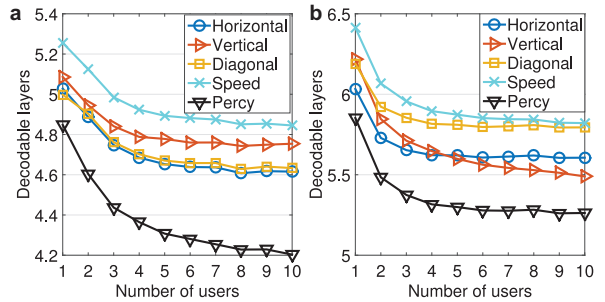 a
5.4
5.2
5
4.8
4.6
4.4
4.2
Decodable layers
1 2 3 4 5 6 7 8 9 10
Number of users
Horizontal
Vertical
Diagonal
Speed
Percy
b
6.5
6
5.5
5
Decodable layers
1 2 3 4 5 6 7 8 9 10
Number of users
Horizontal
Vertical
Diagonal
Speed
Percy